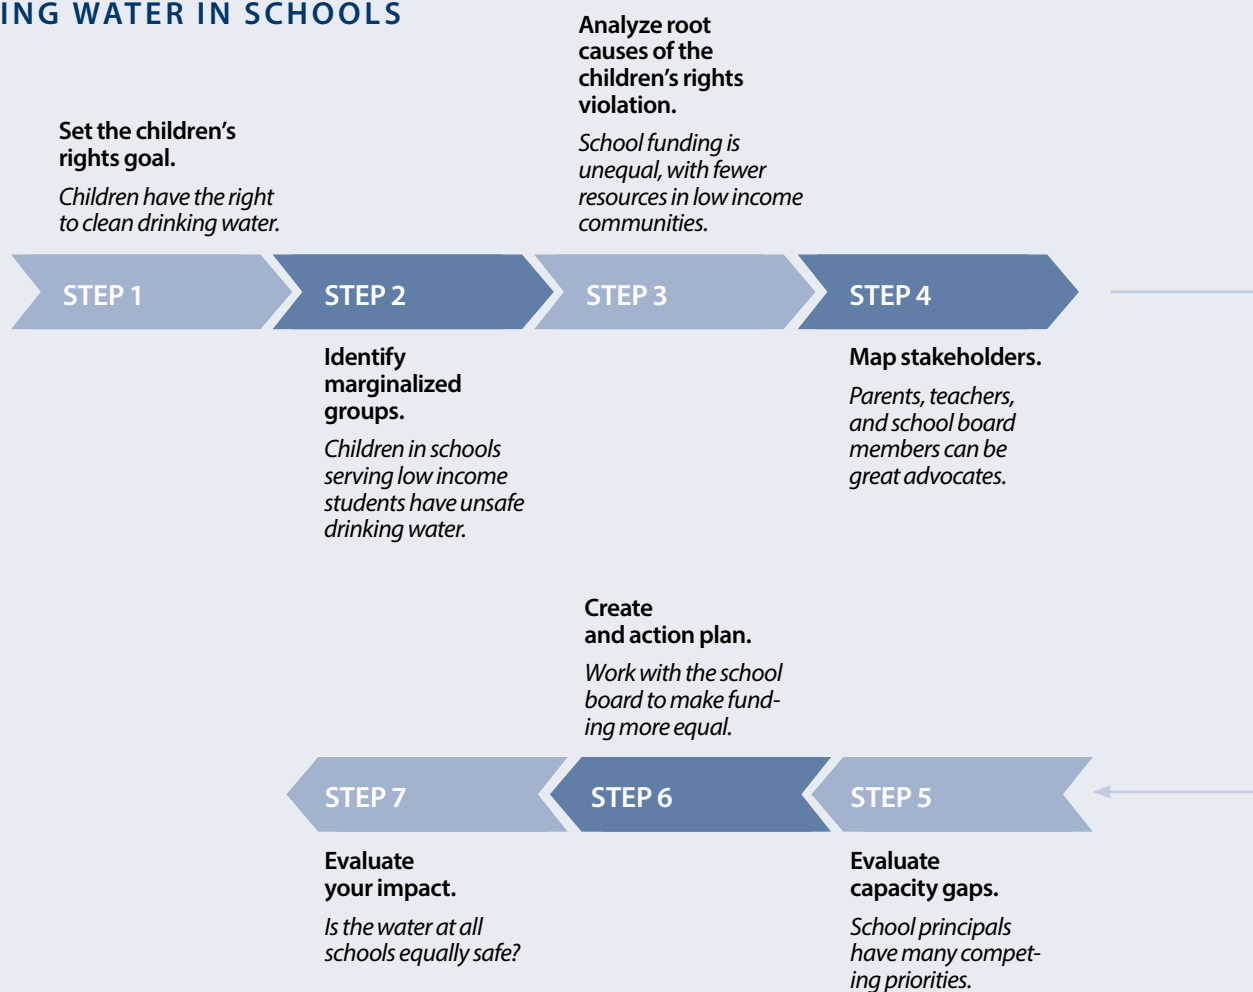 ING WATER IN SCHOOLS
Set the children's
rights goal.
Children have the right
to clean drinking water.
Analyze root
causes of the
children's rights
violation.
School funding is
unequal, with fewer
resources in low income
communities.
STEP 1
STEP 2
STEP 3
STEP 4
Identify
marginalized
groups.
Children in schools
serving low income
students have unsafe
drinking water.
Map stakeholders.
Parents, teachers,
and school board
members can be
great advocates.
Create
and action plan.
Work with the school
board to make fund-
ing more equal.
STEP 7
STEP 6
STEP 5
Evaluate
your impact.
Is the water at all
schools equally safe?
Evaluate
capacity gaps.
School principals
have many compet-
ing priorities.